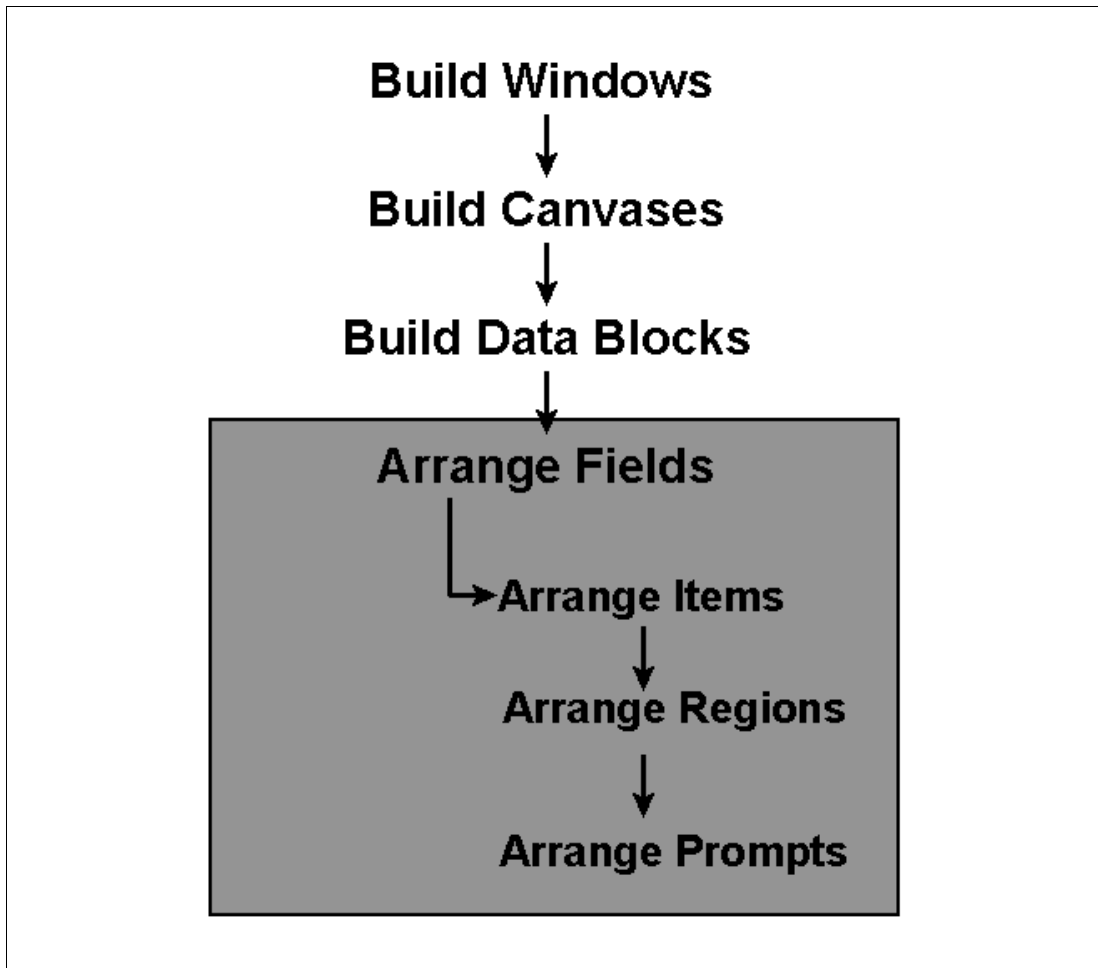 Build Windows
Build Canvases
Build Data Blocks
Arrange Fields
Arrange Items
Arrange Regions
Arrange Prompts